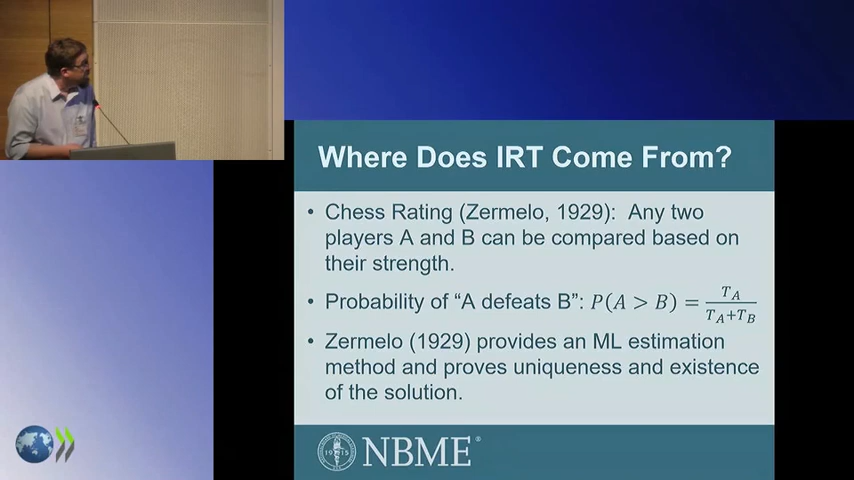 Where Does IRT Come From?
• Chess Rating (Zermelo, 1929): Any two
players A and B can be compared based on
their strength.
• Probability of “A defeats B”: P(A > B) = T_A / (T_A+T_B)
• Zermelo (1929) provides an ML estimation
method and proves uniqueness and existence
of the solution.
NBME®